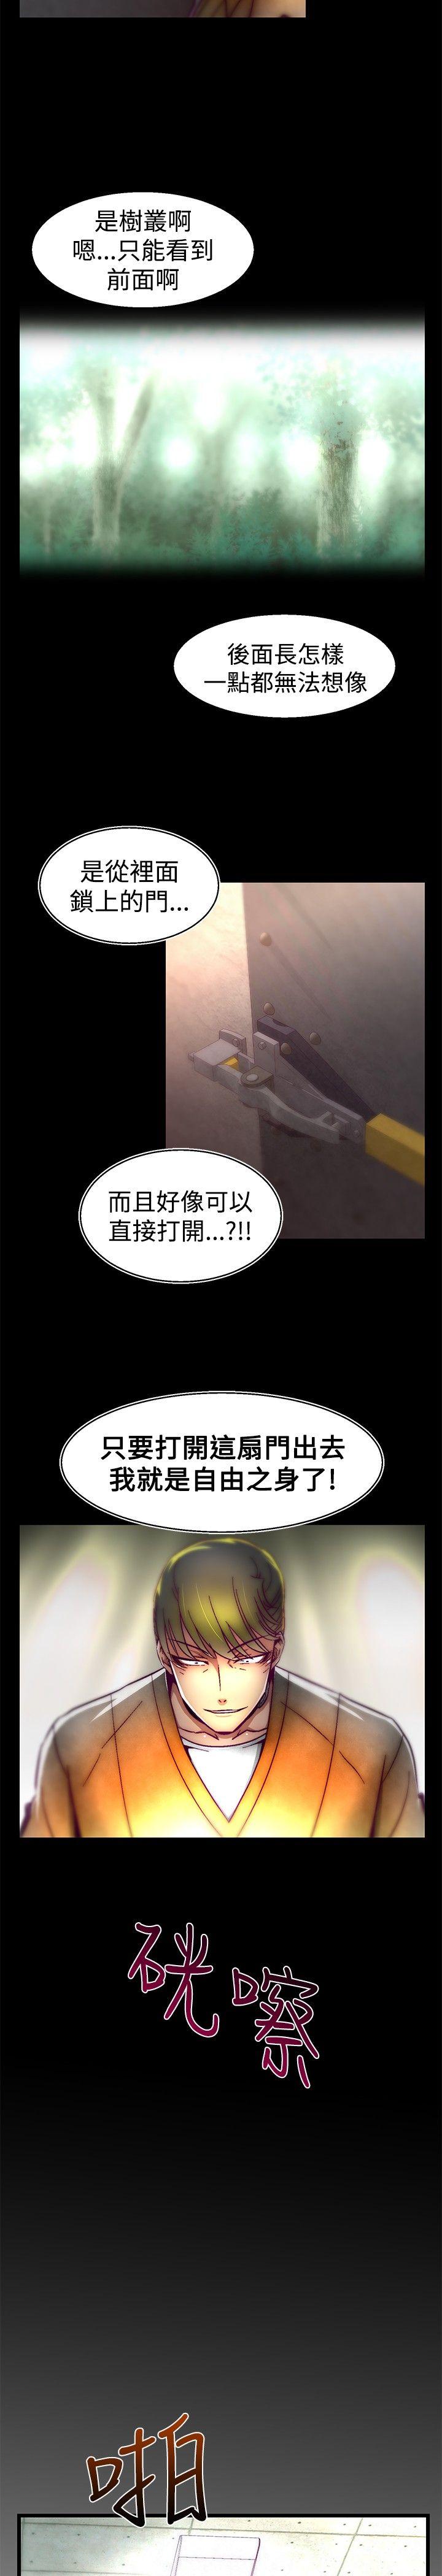 是樹叢啊
嗯...只能看到
前面啊
後面長怎樣
一點都無法想像
是從裡面
鎖上的門...
而且好像可以
直接打開...?!!
只要打開這扇門出去
我就是自由之身了!
硄嚓
啪